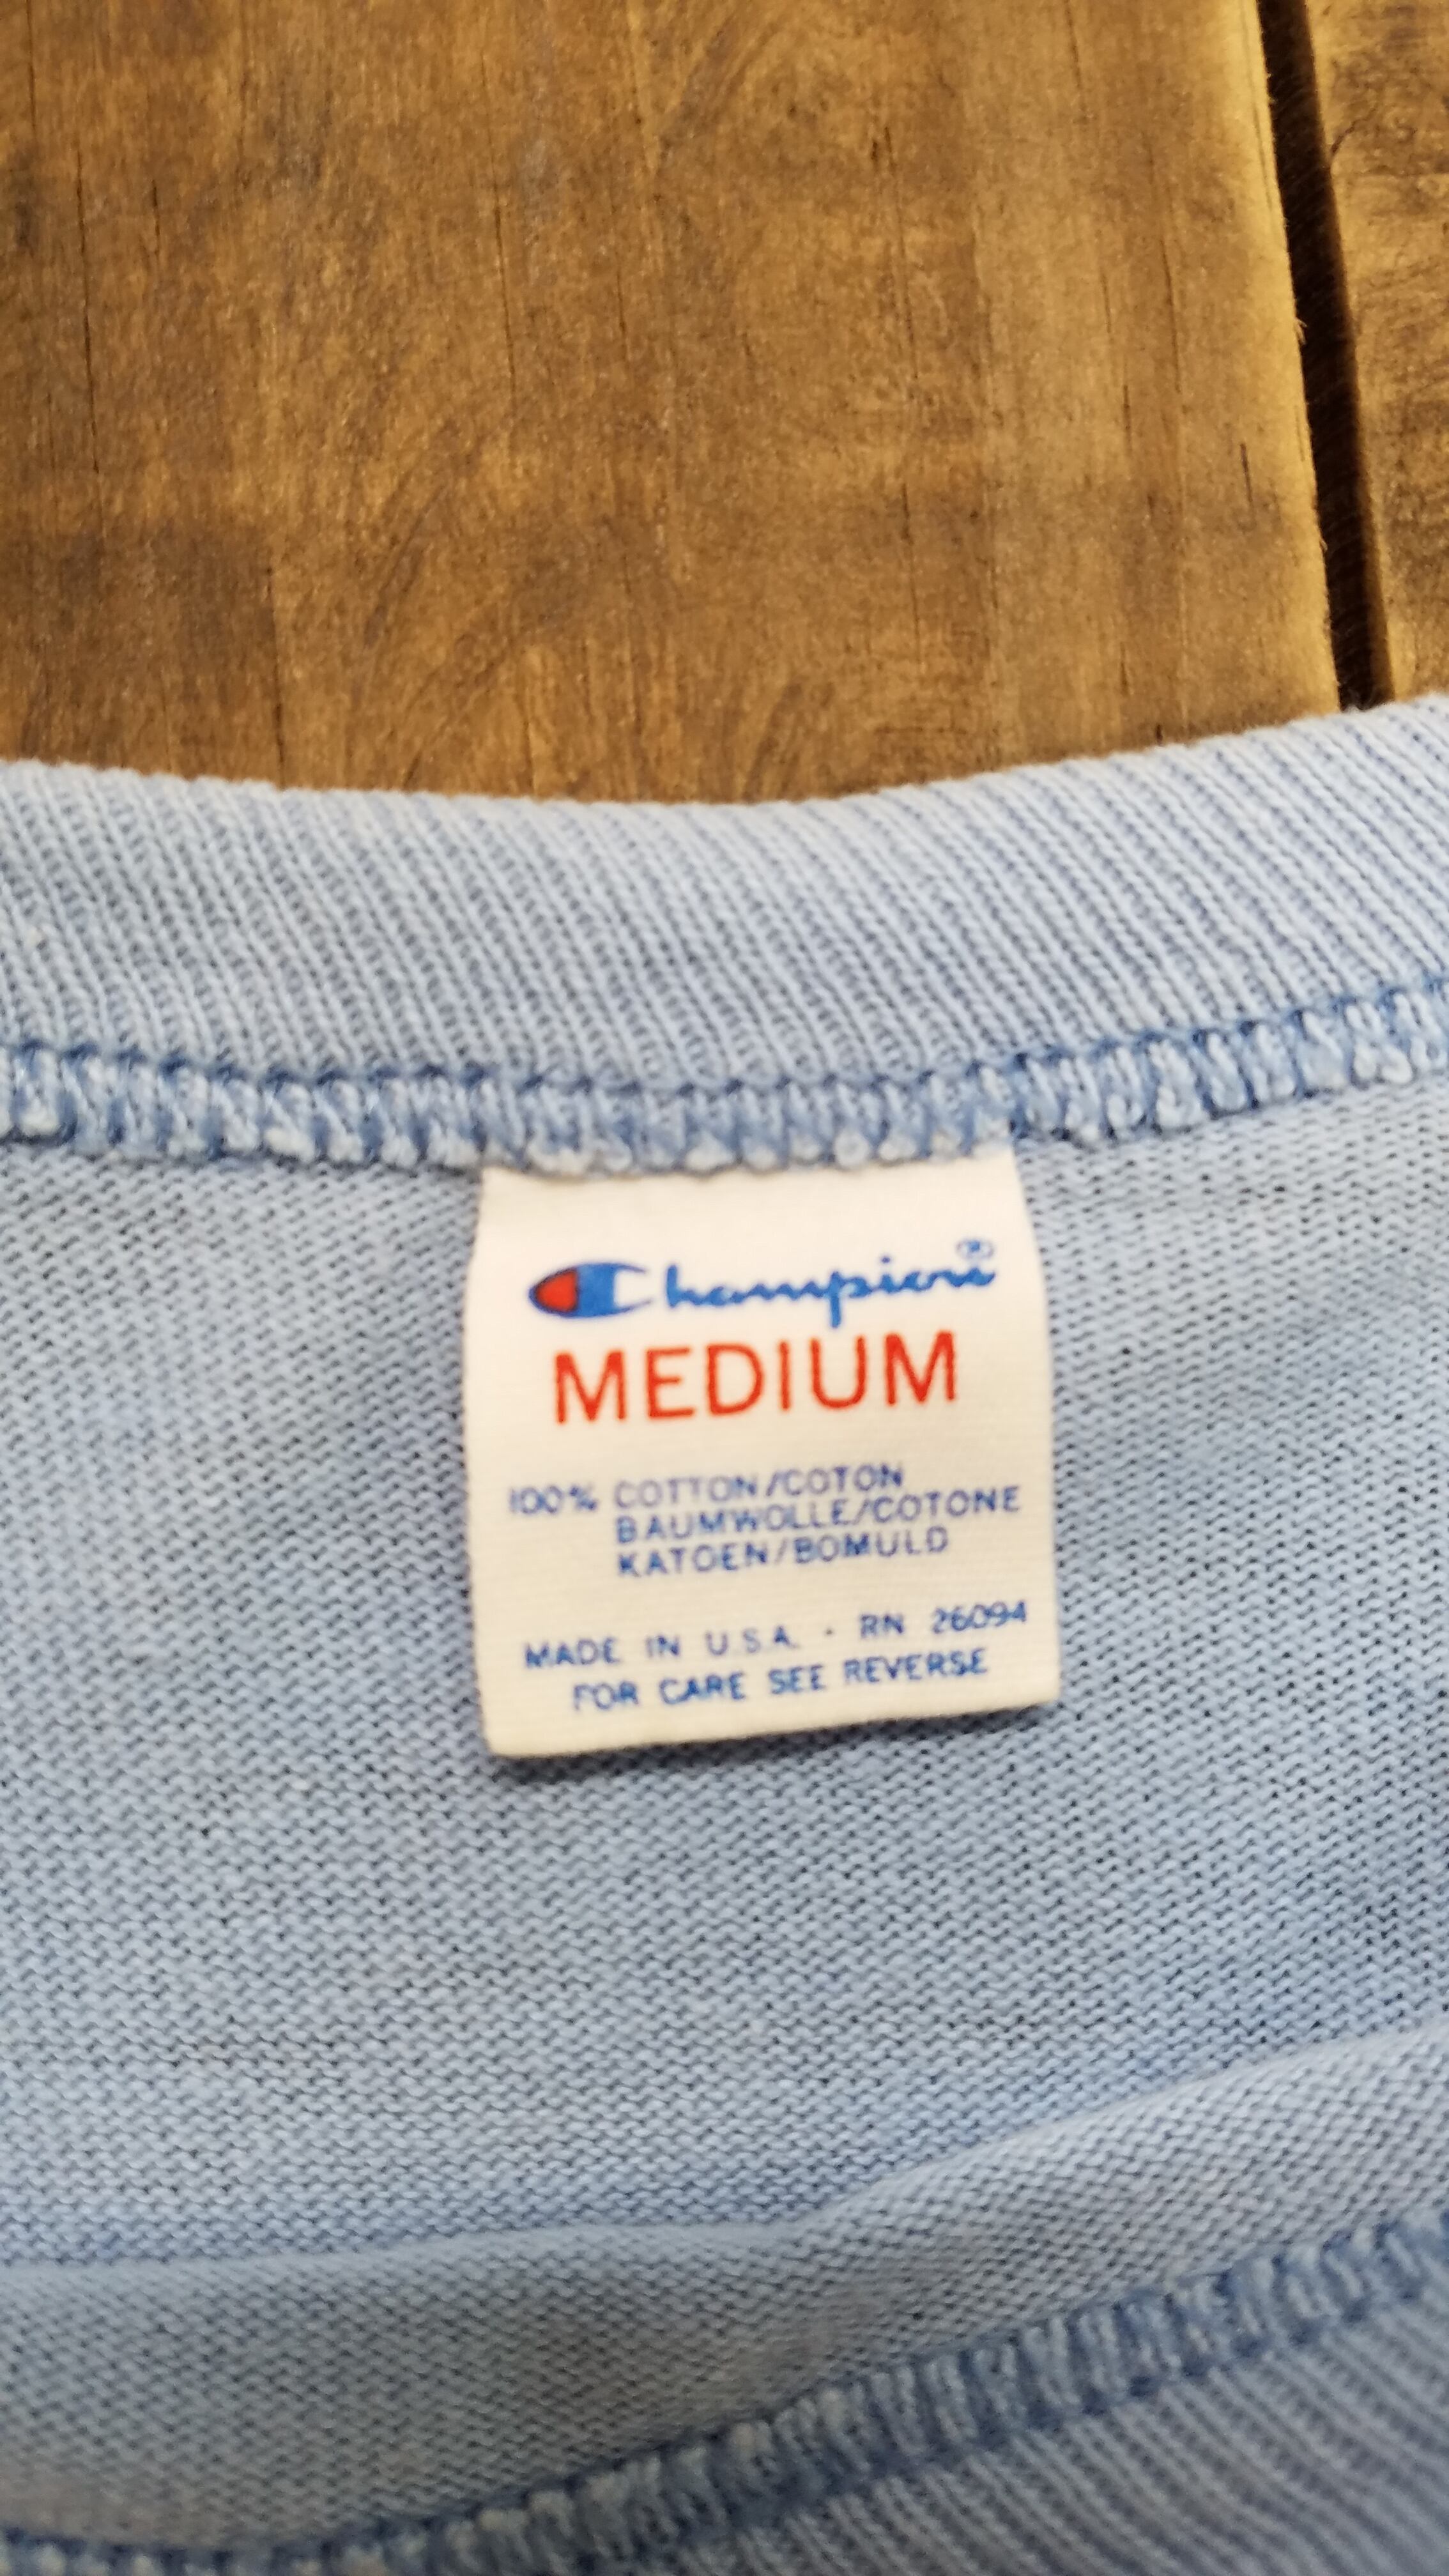 Champion®
MEDIUM
100% COTTON/COTON
BAUMWOLLE/COTONE
KATOEN/BOMULD
MADE IN U.S.A. · RN 26094
FOR CARE SEE REVERSE